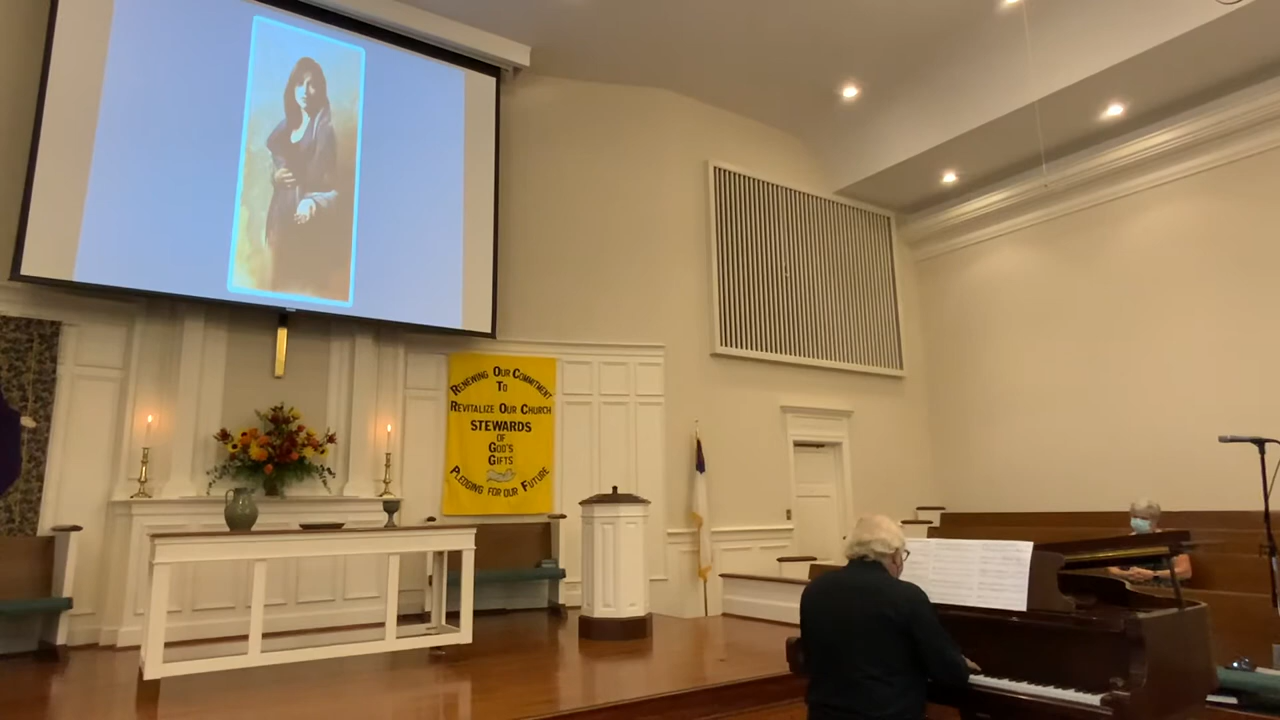 RENEWING OUR COMMITMENT
TO
REVITALIZE OUR CHURCH
STEWARDS
OF
GOD'S
GIFTS
PLEDGING FOR OUR FUTURE